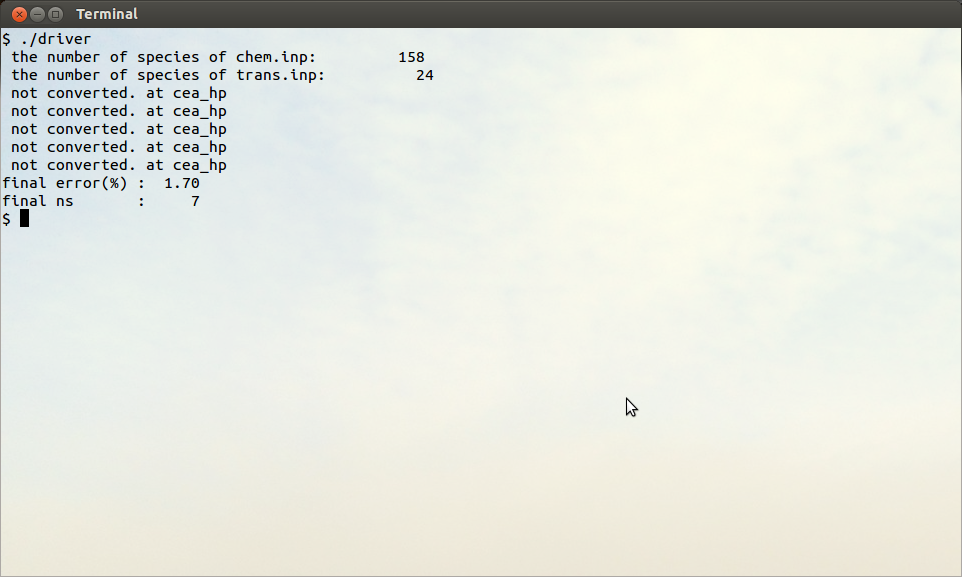 Terminal
$ ./driver
the number of species of chem.inp:          158
the number of species of trans.inp:          24
not converted. at cea_hp
not converted. at cea_hp
not converted. at cea_hp
not converted. at cea_hp
not converted. at cea_hp
final error(%) :  1.70
final ns       :     7
$